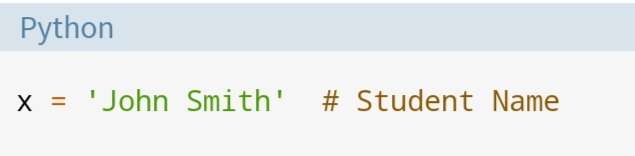 Python
x = 'John Smith'  # Student Name